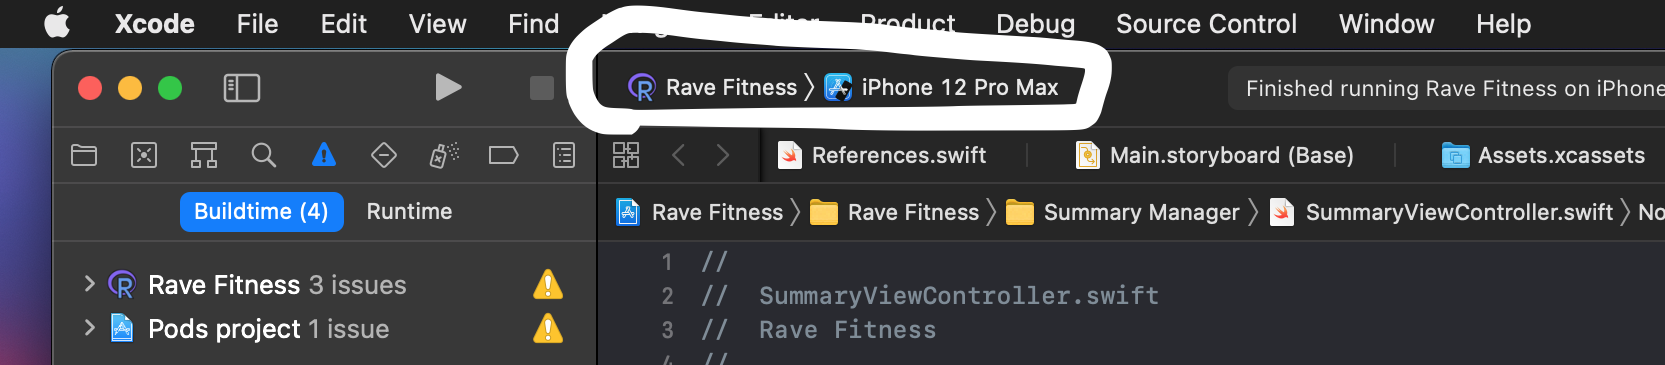 Xcode File Edit View Find Editor Product Debug Source Control Window Help
Rave Fitness iPhone 12 Pro Max Finished running Rave Fitness on iPhone
References.swift Main.storyboard (Base) Assets.xcassets
Buildtime (4) Runtime
Rave Fitness Rave Fitness Summary Manager SummaryViewController.swift No
Rave Fitness 3 issues
Pods project 1 issue
1 //
2 // SummaryViewController.swift
3 // Rave Fitness
4 //